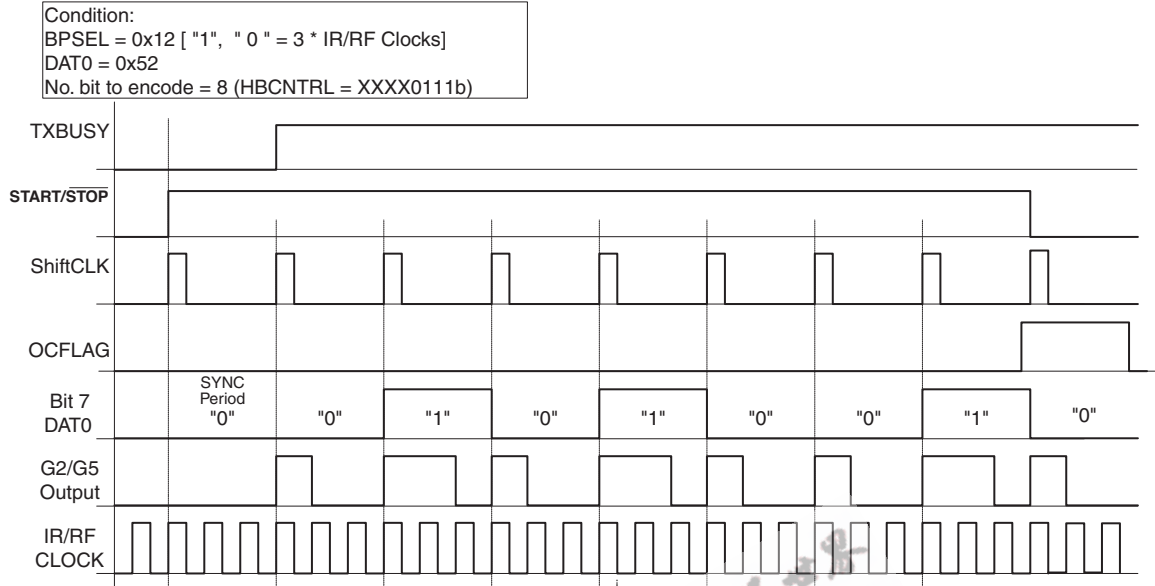 Condition:
BPSEL = 0x12 [ "1", " 0 " = 3 * IR/RF Clocks]
DAT0 = 0x52
No. bit to encode = 8 (HBCNTRL = XXXX0111b)
TXBUSY
START/STOP
ShiftCLK
OCFLAG
Bit 7
DAT0
SYNC
Period
"0"
"0"
"1"
"0"
"1"
"0"
"0"
"1"
"0"
G2/G5
Output
IR/RF
CLOCK